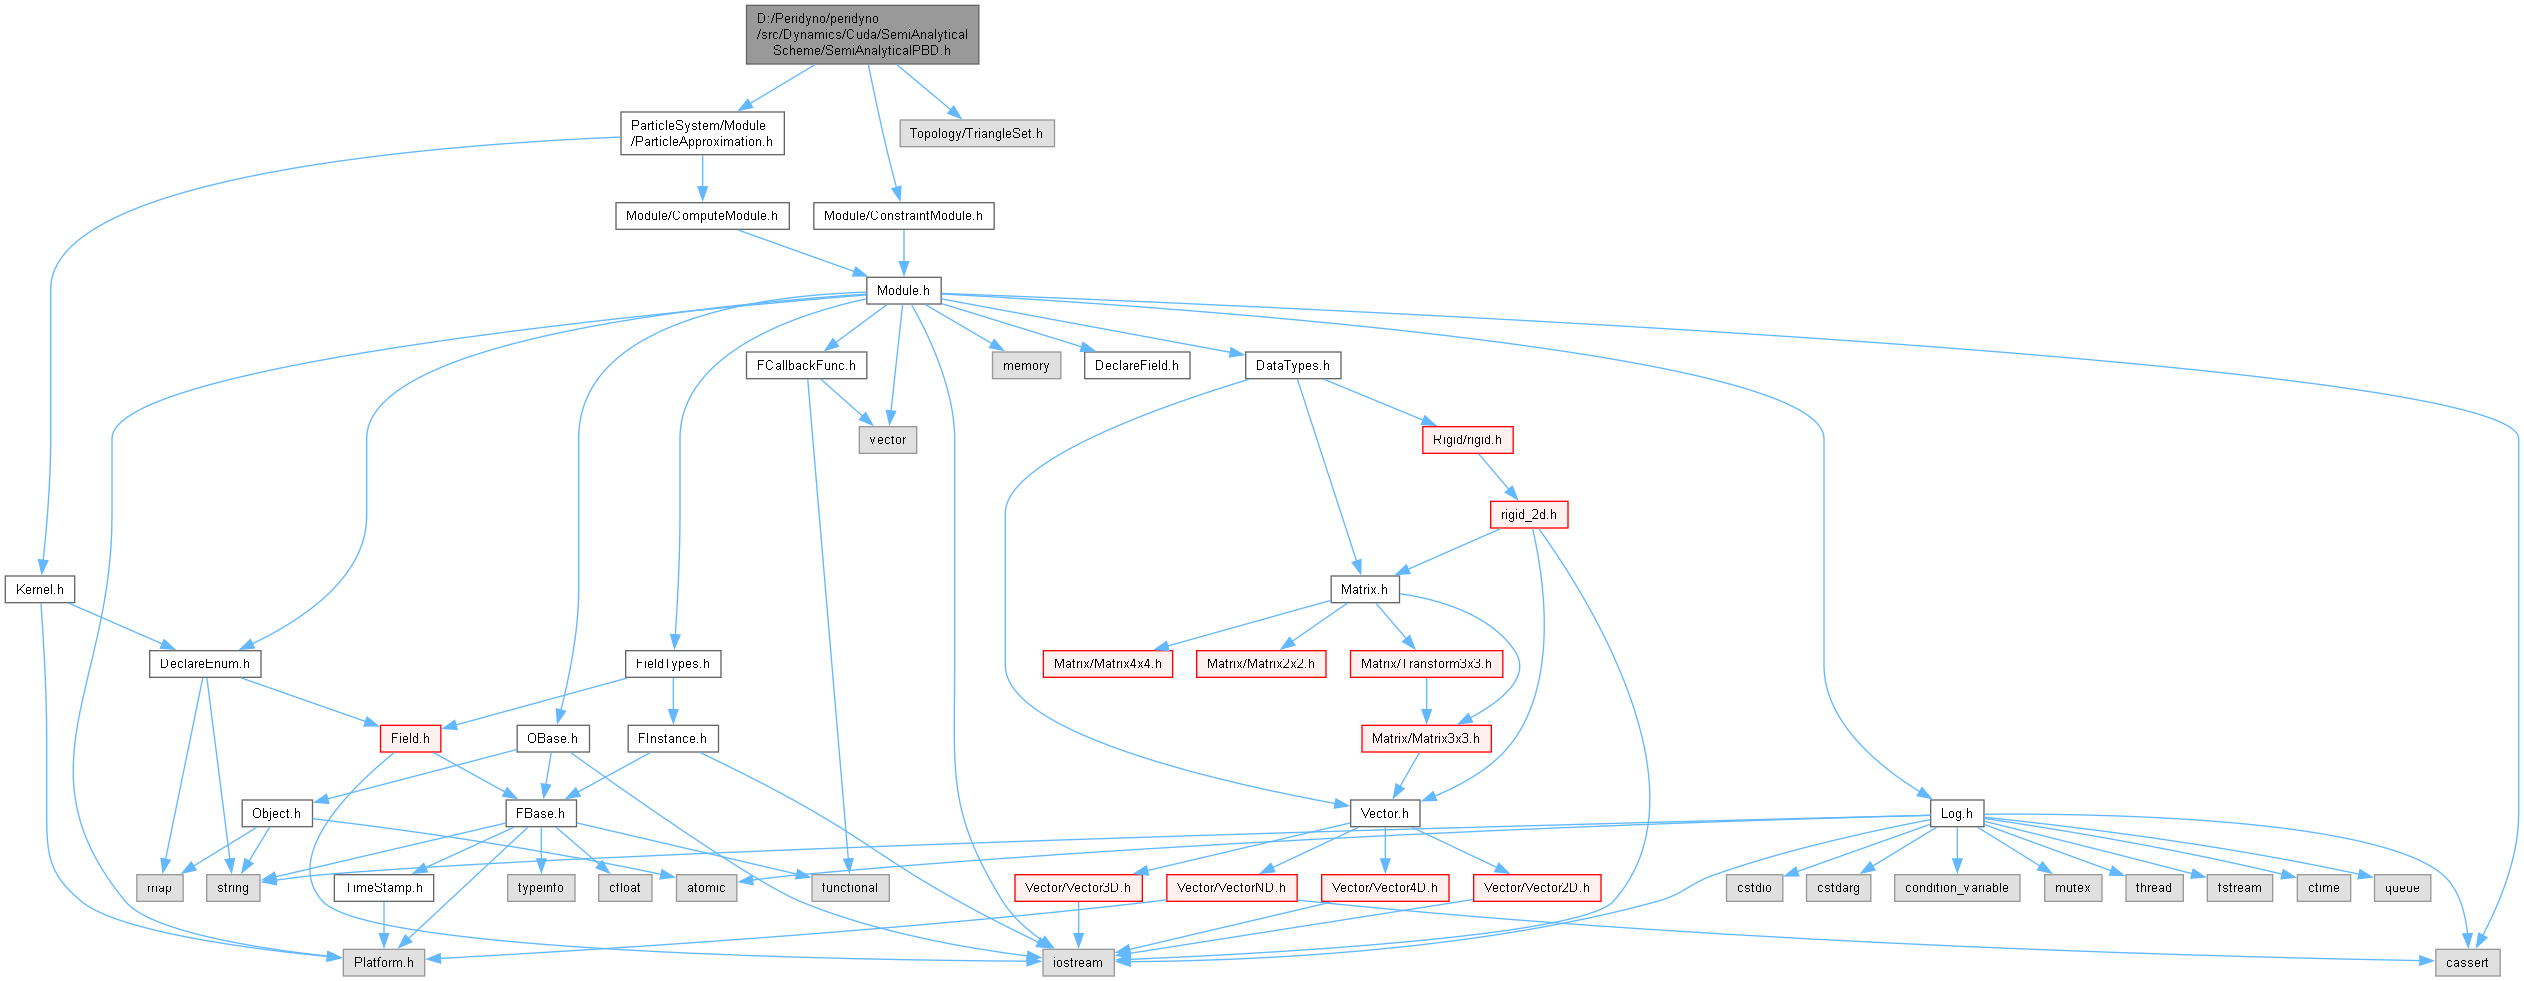 D:/Peridyno/peridyno
/src/Dynamics/Cuda/SemiAnalytical
Scheme/SemiAnalyticalPBD.h
ParticleSystem/Module
/ParticleApproximation.h
Topology/TriangleSet.h
Module/ComputeModule.h
Module/ConstraintModule.h
Module.h
FCallbackFunc.h
memory
DeclareField.h
DataTypes.h
vector
Rigid/rigid.h
rigid_2d.h
Kernel.h
Matrix.h
DeclareEnum.h
FieldTypes.h
Matrix/Matrix4x4.h
Matrix/Matrix2x2.h
Matrix/Transform3x3.h
Field.h
OBase.h
FInstance.h
Matrix/Matrix3x3.h
Object.h
FBase.h
Vector.h
Log.h
map
string
TimeStamp.h
typeinfo
cfloat
atomic
functional
Vector/Vector3D.h
Vector/VectorND.h
Vector/Vector4D.h
Vector/Vector2D.h
cstdio
cstdarg
condition_variable
mutex
thread
fstream
ctime
queue
Platform.h
iostream
cassert